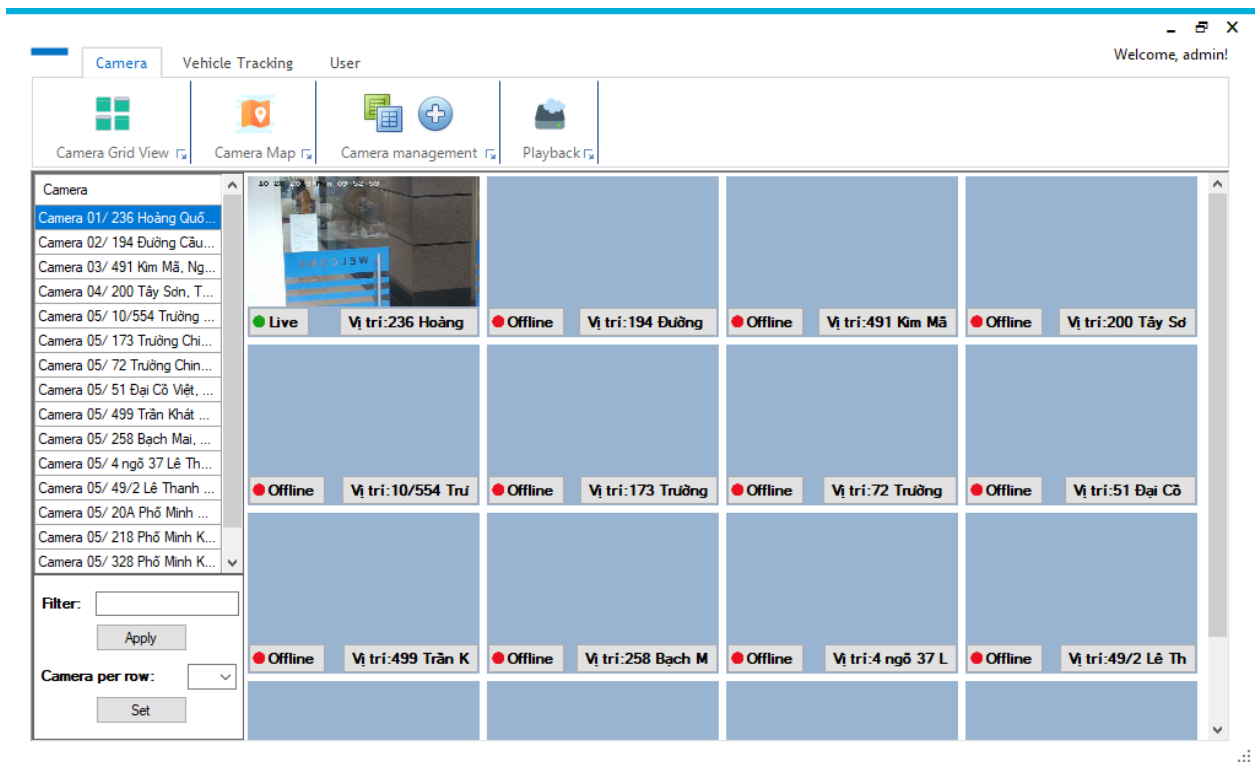 Welcome, admin!
Camera Vehicle Tracking User
Camera Grid View Camera Map Camera management Playback
Camera
Camera 01/ 236 Hoàng Quố...
Camera 02/ 194 Đường Cầu...
Camera 03/ 491 Kim Mã, Ng...
Camera 04/ 200 Tây Sơn, T...
Camera 05/ 10/554 Trường ...
Camera 05/ 173 Trường Chi...
Camera 05/ 72 Trường Chin...
Camera 05/ 51 Đại Cồ Việt, ...
Camera 05/ 499 Trần Khát ...
Camera 05/ 258 Bạch Mai, ...
Camera 05/ 4 ngõ 37 Lê Th...
Camera 05/ 49/2 Lê Thanh ...
Camera 05/ 20A Phố Minh ...
Camera 05/ 218 Phố Minh K...
Camera 05/ 328 Phố Minh K...
Filter:
Apply
Camera per row:
Set
09-52-59
WELCOME
Live Vị trí:236 Hoàng
Offline Vị trí:194 Đường
Offline Vị trí:491 Kim Mã
Offline Vị trí:200 Tây Sơ
Offline Vị trí:10/554 Trư
Offline Vị trí:173 Trường
Offline Vị trí:72 Trường
Offline Vị trí:51 Đại Cồ
Offline Vị trí:499 Trần K
Offline Vị trí:258 Bạch M
Offline Vị trí:4 ngõ 37 L
Offline Vị trí:49/2 Lê Th